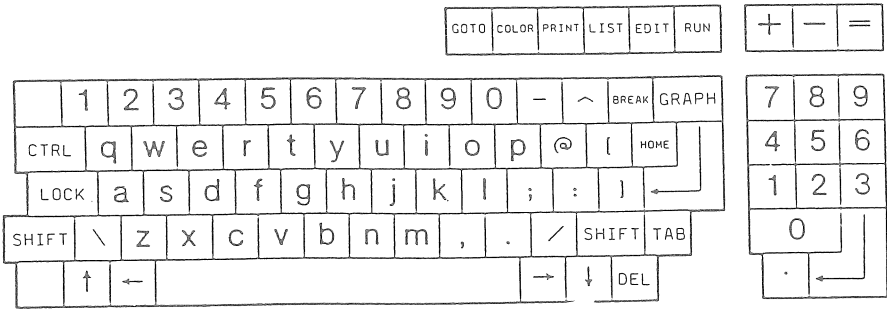 GOTO COLOR PRINT LIST EDIT RUN + − =
1 2 3 4 5 6 7 8 9 0 − ^ BREAK GRAPH 7 8 9
CTRL q w e r t y u i o p @ [ HOME 4 5 6
LOCK a s d f g h j k l ; : ] 1 2 3
SHIFT \ z x c v b n m , . / SHIFT TAB 0
↑ ← → ↓ DEL .